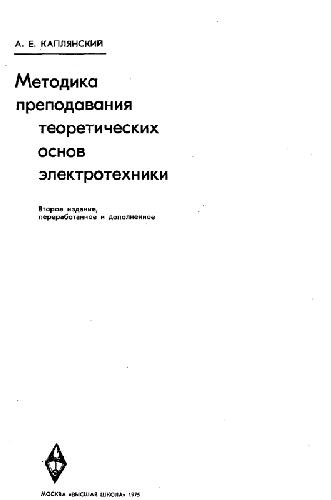 А. Е. КАПЛЯНСКИЙ
Методика
преподавания
теоретических
основ
электротехники
Второе издание,
переработанное и дополненное
МОСКВА «ВЫСШАЯ ШКОЛА» 1975